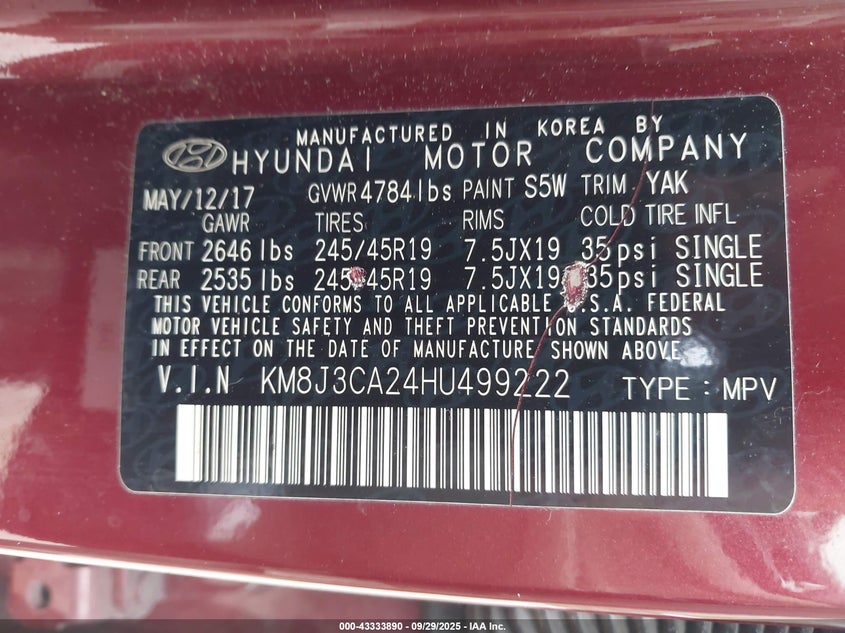 MANUFACTURED IN KOREA BY
HYUNDAI MOTOR COMPANY
MAY/12/17 GVWR 4784 lbs PAINT S5W TRIM YAK
GAWR TIRES RIMS COLD TIRE INFL
FRONT 2646 lbs 245/45R19 7.5JX19 35psi SINGLE
REAR 2535 lbs 245/45R19 7.5JX19 35psi SINGLE
THIS VEHICLE CONFORMS TO ALL APPLICABLE U.S.A. FEDERAL
MOTOR VEHICLE SAFETY AND THEFT PREVENTION STANDARDS
IN EFFECT ON THE DATE OF MANUFACTURE SHOWN ABOVE.
V.I.N KM8J3CA24HU499222 TYPE : MPV
000-43333890 - 09/29/2025 - IAA Inc.